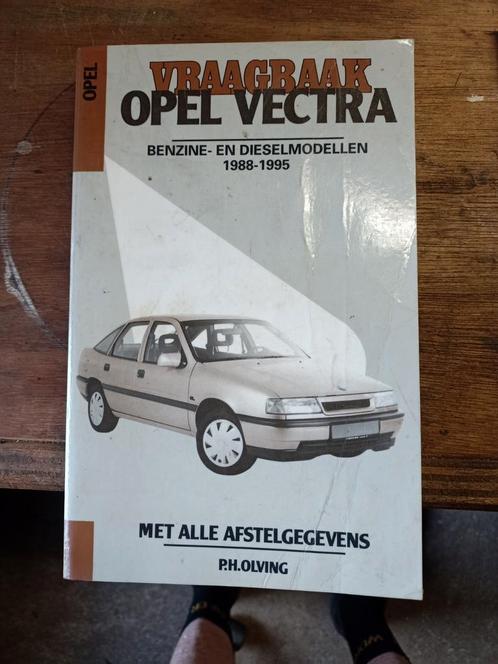 OPEL
VRAAGBAAK
OPEL VECTRA
BENZINE- EN DIESELMODELLEN
1988-1995
MET ALLE AFSTELGEGEVENS
P.H.OLVING